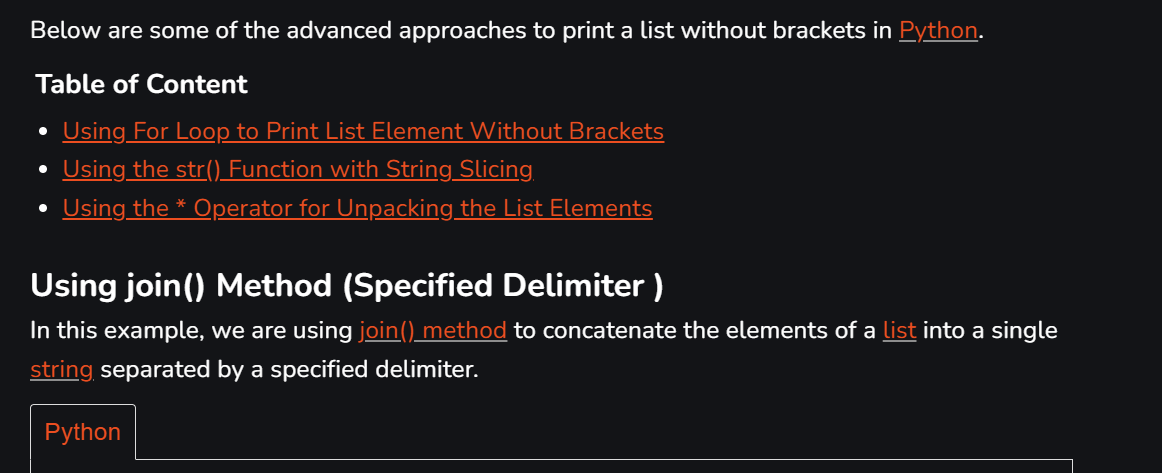 Below are some of the advanced approaches to print a list without brackets in Python.
Table of Content
Using For Loop to Print List Element Without Brackets
Using the str() Function with String Slicing
Using the * Operator for Unpacking the List Elements
Using join() Method (Specified Delimiter )
In this example, we are using join() method to concatenate the elements of a list into a single
string separated by a specified delimiter.
Python